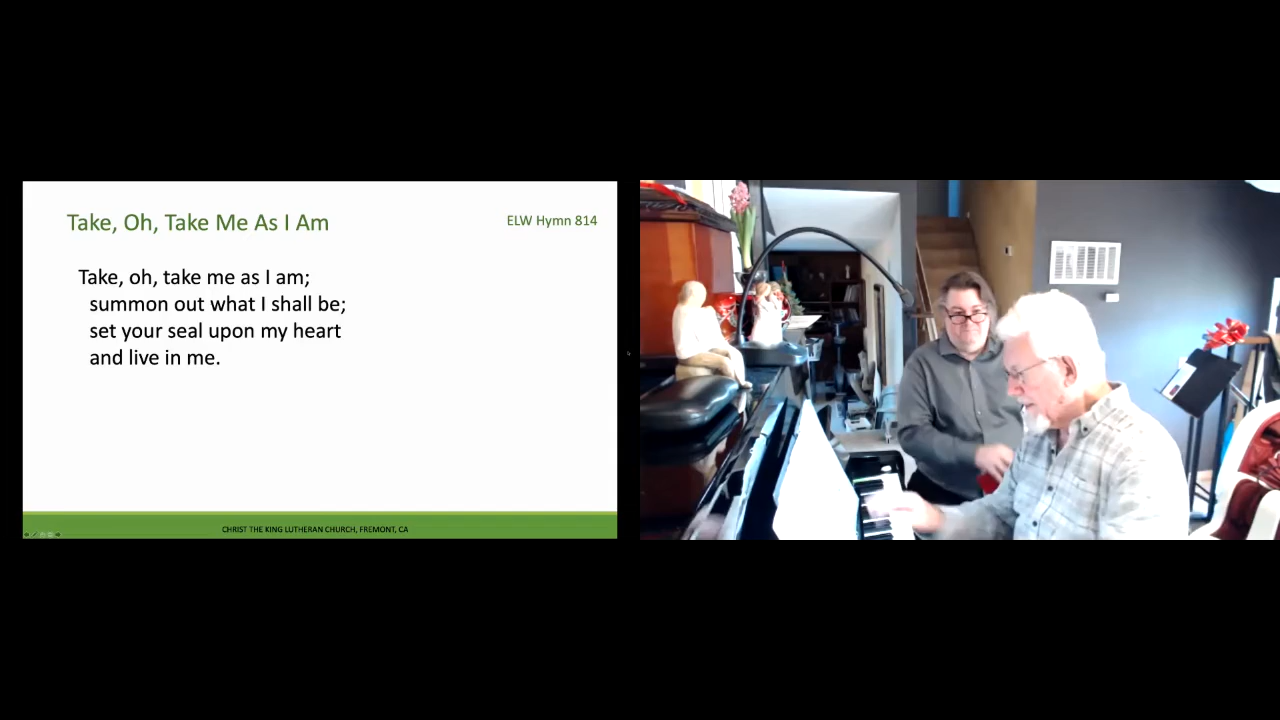 Take, Oh, Take Me As I Am
ELW Hymn 814
Take, oh, take me as I am;
summon out what I shall be;
set your seal upon my heart
and live in me.
CHRIST THE KING LUTHERAN CHURCH, FREMONT, CA